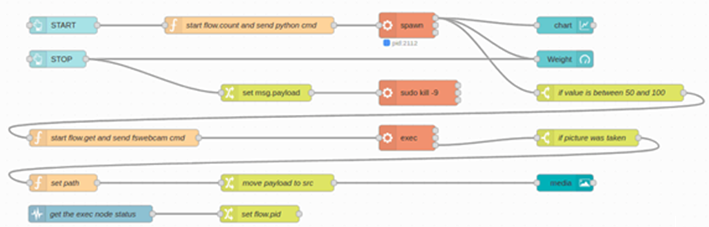 START start flow.count and send python cmd spawn chart
pid:2112
STOP Weight
set msg.payload sudo kill -9 if value is between 50 and 100
start flow.get and send fswebcam cmd exec if picture was taken
set path move payload to src media
get the exec node status set flow.pid